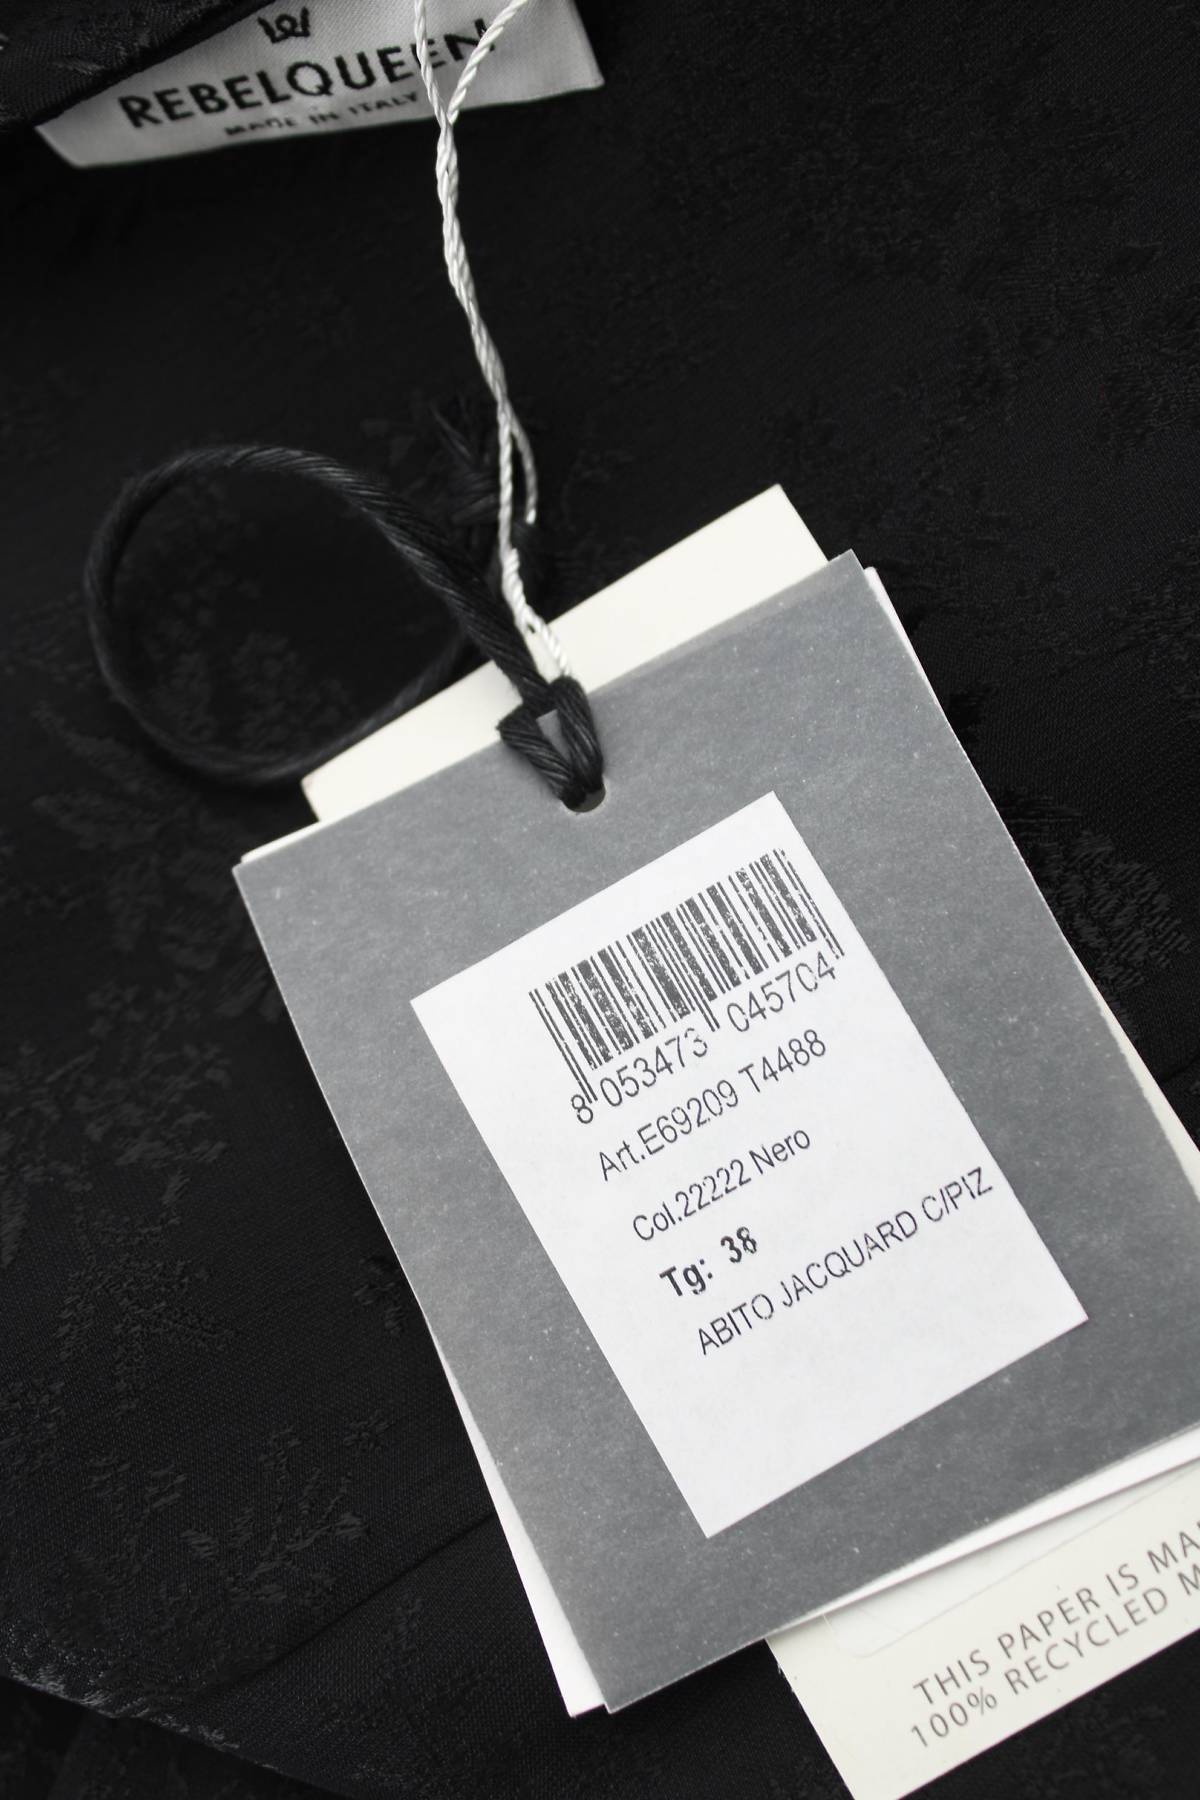 REBELQUEEN
MADE IN ITALY
8 053473 045704
Art.E69209 T4488
Col.22222 Nero
Tg: 38
ABITO JACQUARD C/PIZ
THIS PAPER IS MA
100% RECYCLED M